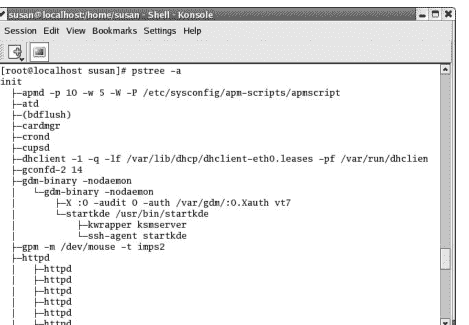 susan@localhost:/home/susan - Shell - Konsole
Session Edit View Bookmarks Settings Help
[root@localhost susan]# pstree -a
init
├─apmd -p 10 -w 5 -W -P /etc/sysconfig/apm-scripts/apmscript
├─atd
├─(bdflush)
├─cardmgr
├─crond
├─cupsd
├─dhclient -1 -q -lf /var/lib/dhcp/dhclient-eth0.leases -pf /var/run/dhclien
├─gconfd-2 14
├─gdm-binary -nodaemon
│   └─gdm-binary -nodaemon
│       ├─X :0 -audit 0 -auth /var/gdm/:0.Xauth vt7
│       └─startkde /usr/bin/startkde
│           ├─kwrapper ksmserver
│           └─ssh-agent startkde
├─gpm -m /dev/mouse -t imps2
├─httpd
│   ├─httpd
│   ├─httpd
│   ├─httpd
│   ├─httpd
│   ├─httpd
│   ├─httpd